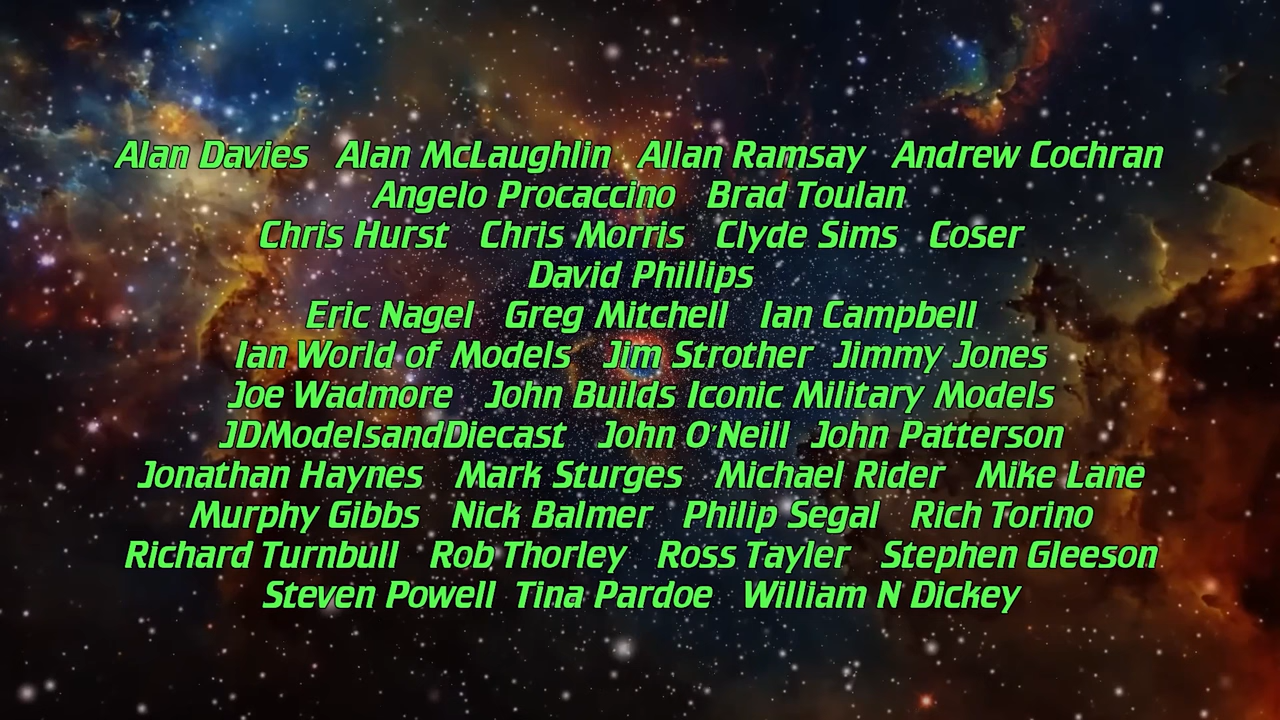 Alan Davies Alan McLaughlin Allan Ramsay Andrew Cochran
Angelo Procaccino Brad Toulan
Chris Hurst Chris Morris Clyde Sims Coser
David Phillips
Eric Nagel Greg Mitchell Ian Campbell
Ian World of Models Jim Strother Jimmy Jones
Joe Wadmore John Builds Iconic Military Models
JDModelsandDiecast John O'Neill John Patterson
Jonathan Haynes Mark Sturges Michael Rider Mike Lane
Murphy Gibbs Nick Balmer Philip Segal Rich Torino
Richard Turnbull Rob Thorley Ross Tayler Stephen Gleeson
Steven Powell Tina Pardoe William N Dickey